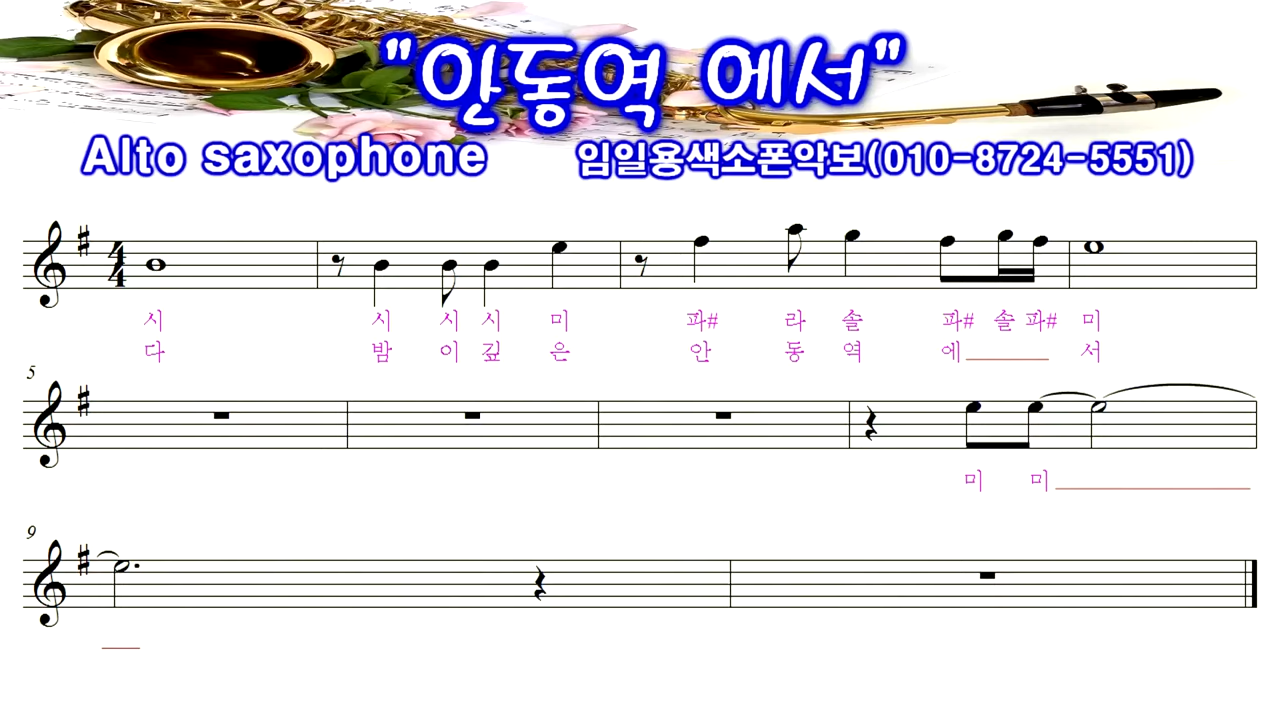 "안동역 에서"
Alto saxophone 임일용색소폰악보(010-8724-5551)
4 4
시 시 시 시 미 파# 라 솔 파# 솔 파# 미
다 밤 이 깊 은 안 동 역 에 서
5
미 미
9